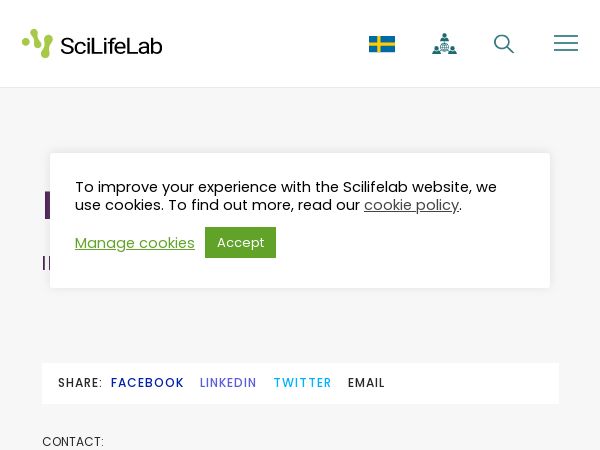 SciLifeLab
To improve your experience with the Scilifelab website, we
use cookies. To find out more, read our cookie policy.
Manage cookies Accept
SHARE: FACEBOOK LINKEDIN TWITTER EMAIL
CONTACT: